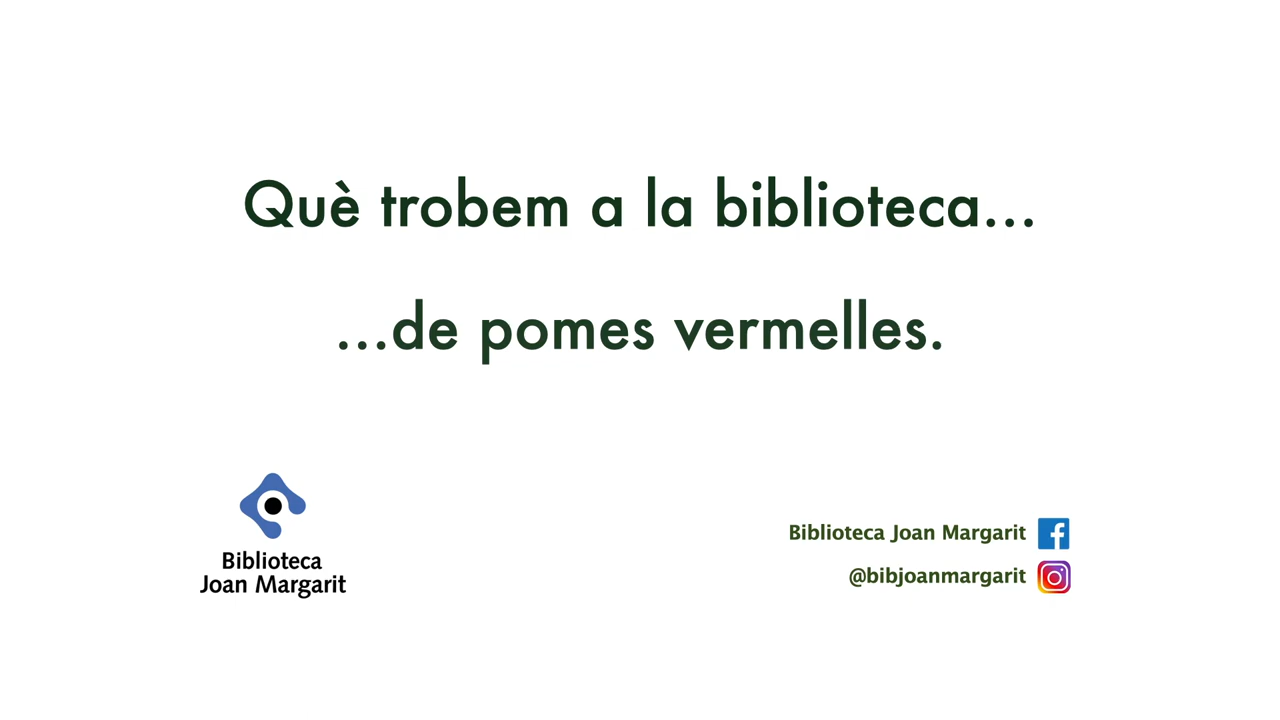 Què trobem a la biblioteca...
...de pomes vermelles.
Biblioteca
Joan Margarit
Biblioteca Joan Margarit
@bibjoanmargarit